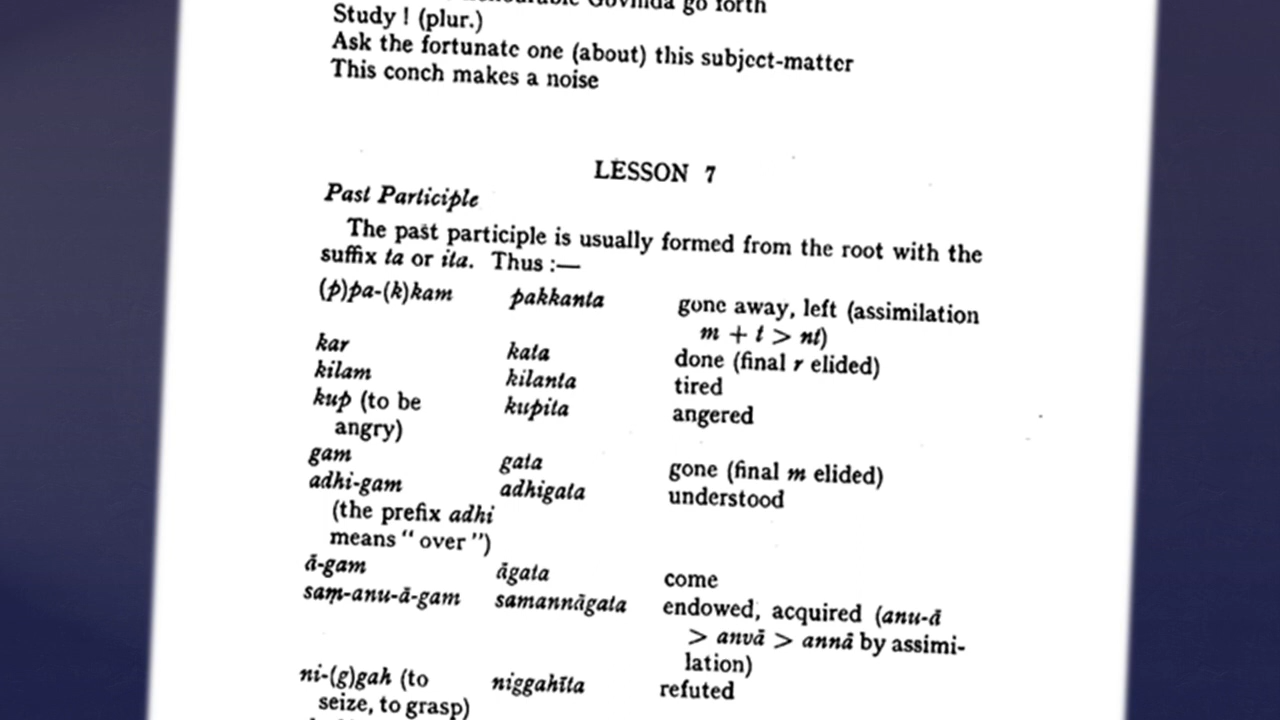 Govinda go forth
Study ! (plur.)
Ask the fortunate one (about) this subject-matter
This conch makes a noise
LESSON 7
Past Participle
The past participle is usually formed from the root with the
suffix ta or ita. Thus :—
(p)pa-(k)kam pakkanta gone away, left (assimilation
m + t > nt)
kar kata done (final r elided)
kilam kilanta tired
kup (to be kupita angered
angry)
gam gata gone (final m elided)
adhi-gam adhigata understood
(the prefix adhi
means “ over ”)
ā-gam āgata come
saṃ-anu-ā-gam samannāgata endowed, acquired (anu-ā
> anvā > annā by assimi-
lation)
ni-(g)gah (to niggahīta refuted
seize, to grasp)